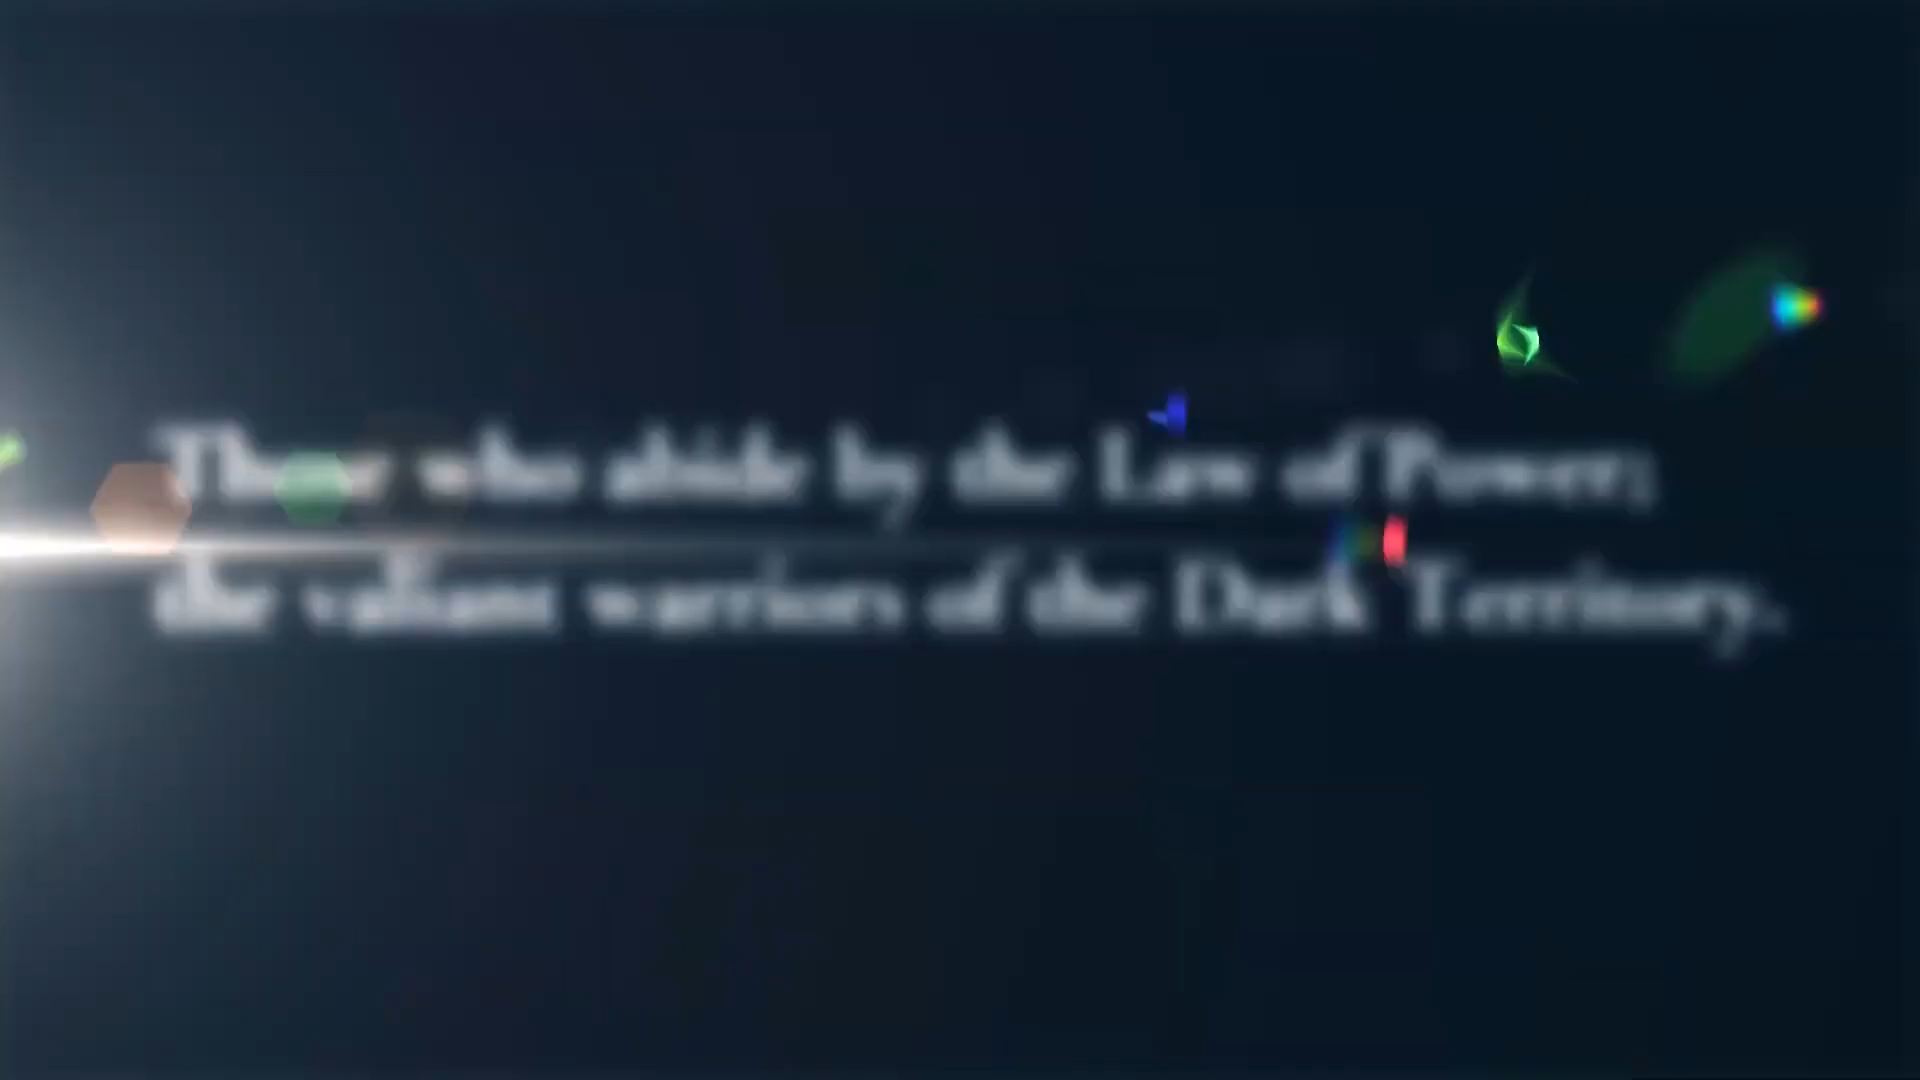 Those who abide by the Law of Power;
the valiant warriors of the Dark Territory.